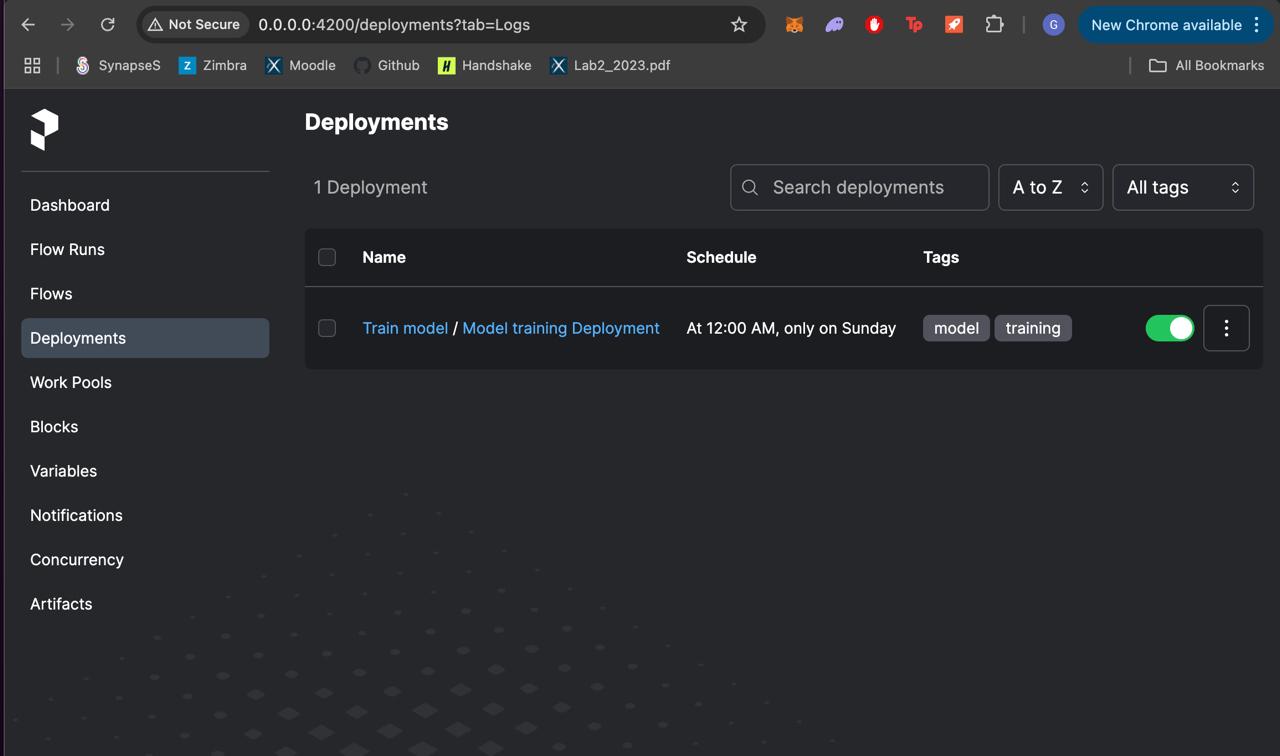 Not Secure 0.0.0.0:4200/deployments?tab=Logs G New Chrome available
SynapseS Zimbra Moodle Github Handshake Lab2_2023.pdf All Bookmarks
Deployments
1 Deployment Search deployments A to Z All tags
Dashboard
Flow Runs
Flows
Deployments
Work Pools
Blocks
Variables
Notifications
Concurrency
Artifacts
Name Schedule Tags
Train model / Model training Deployment At 12:00 AM, only on Sunday model training